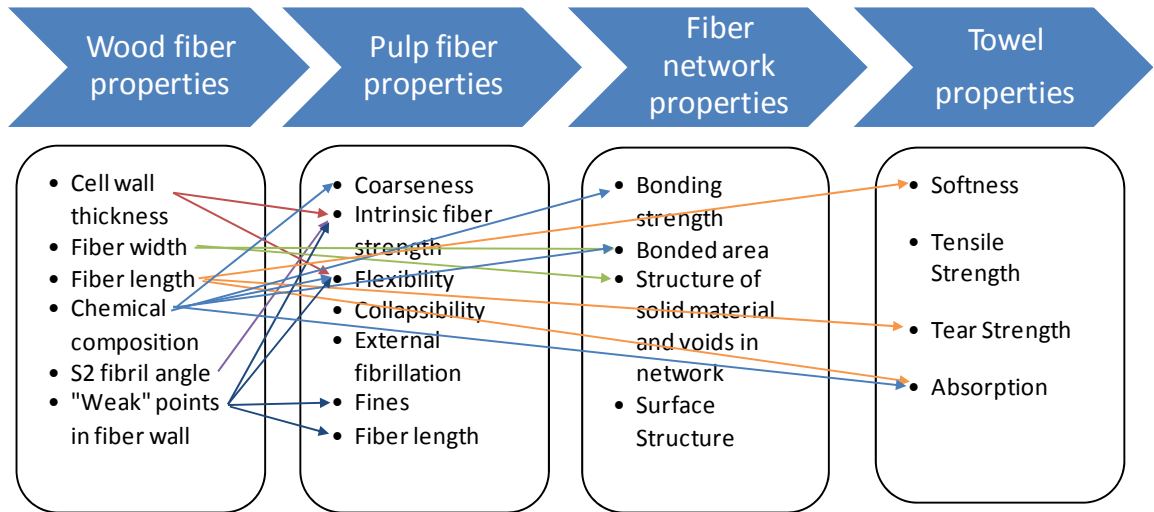 Wood fiber
properties
Pulp fiber
properties
Fiber
network
properties
Towel
properties
• Cell wall
thickness
• Fiber width
• Fiber length
• Chemical
composition
• S2 fibril angle
• "Weak" points
in fiber wall
• Coarseness
• Intrinsic fiber
strength
• Flexibility
• Collapsibility
• External
fibrillation
• Fines
• Fiber length
• Bonding
strength
• Bonded area
• Structure of
solid material
and voids in
network
• Surface
Structure
• Softness
• Tensile
Strength
• Tear Strength
• Absorption